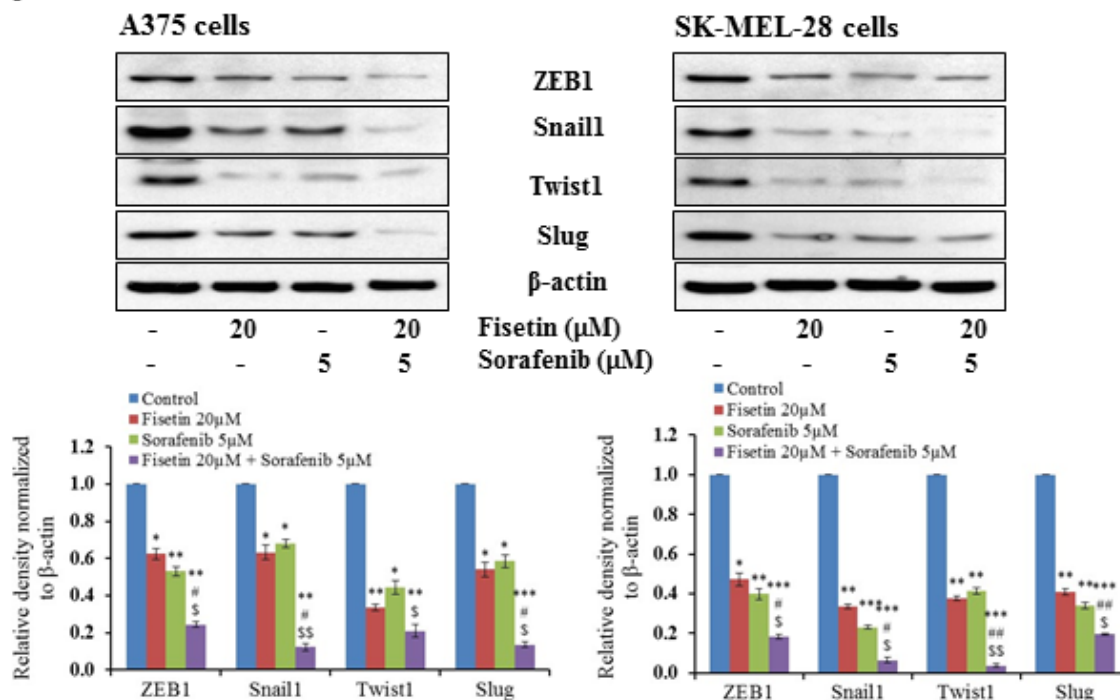 A375 cells
SK-MEL-28 cells
ZEB1
Snail1
Twist1
Slug
β-actin
- 20 - 20 Fisetin (µM) - 20 - 20
- - 5 5 Sorafenib (µM) - - 5 5
Control
Fisetin 20µM
Sorafenib 5µM
Fisetin 20µM + Sorafenib 5µM
Relative density normalized
to β-actin
1.2
1.0
0.8
0.6
0.4
0.2
0.0
* ** ** # $
* * ** # $$
** * ** $
* * *** # $
ZEB1 Snail1 Twist1 Slug
Control
Fisetin 20µM
Sorafenib 5µM
Fisetin 20µM + Sorafenib 5µM
Relative density normalized
to β-actin
1.2
1.0
0.8
0.6
0.4
0.2
0.0
* ** *** # $
** *** *** # $
** ** *** ## $$
** ** *** ## $
ZEB1 Snail1 Twist1 Slug